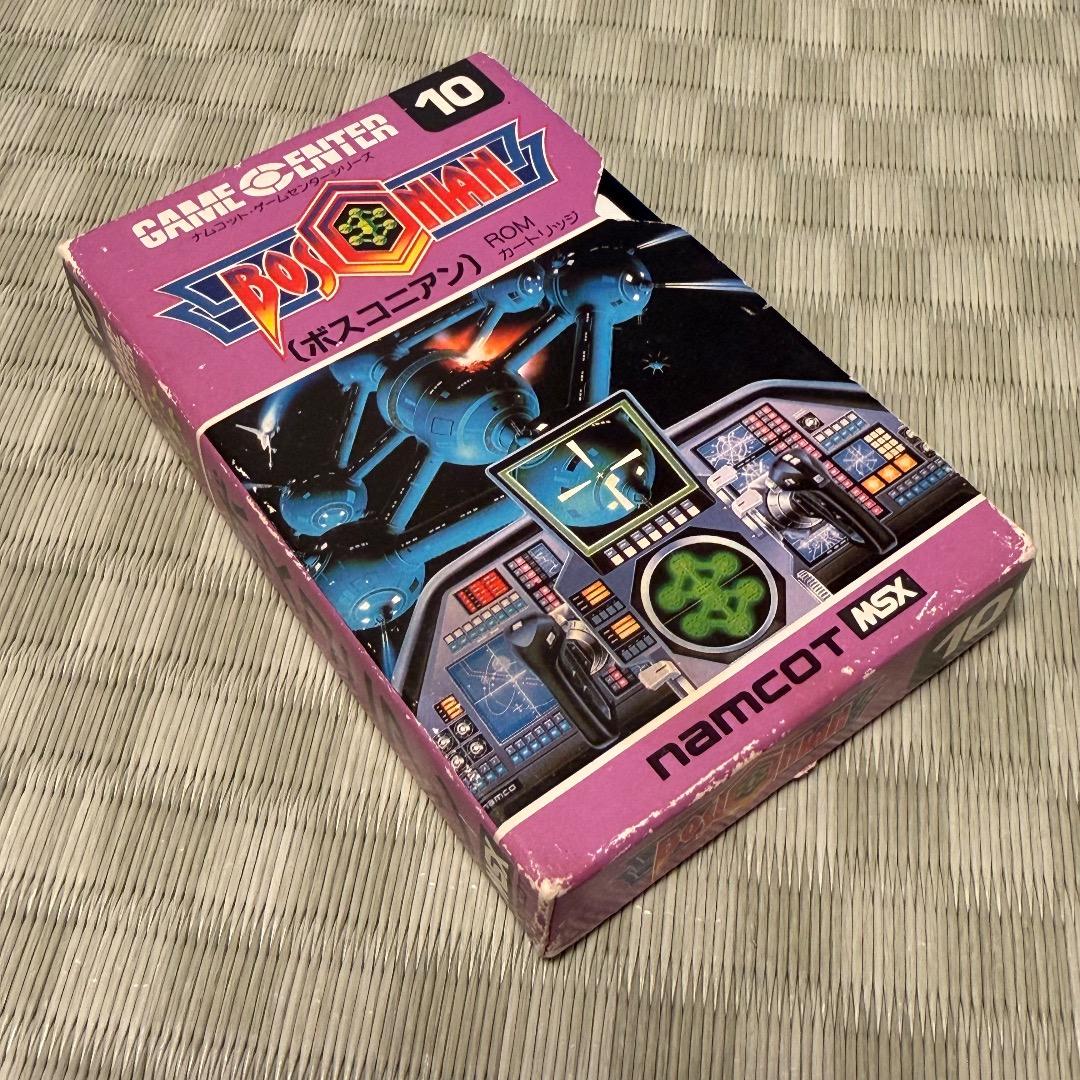 10
GAME CENTER
ナムコット・ゲームセンターシリーズ
BOSCONIAN
ROM
カートリッジ
(ボスコニアン)
namcot
MSX
namco
10
BOSCONIAN